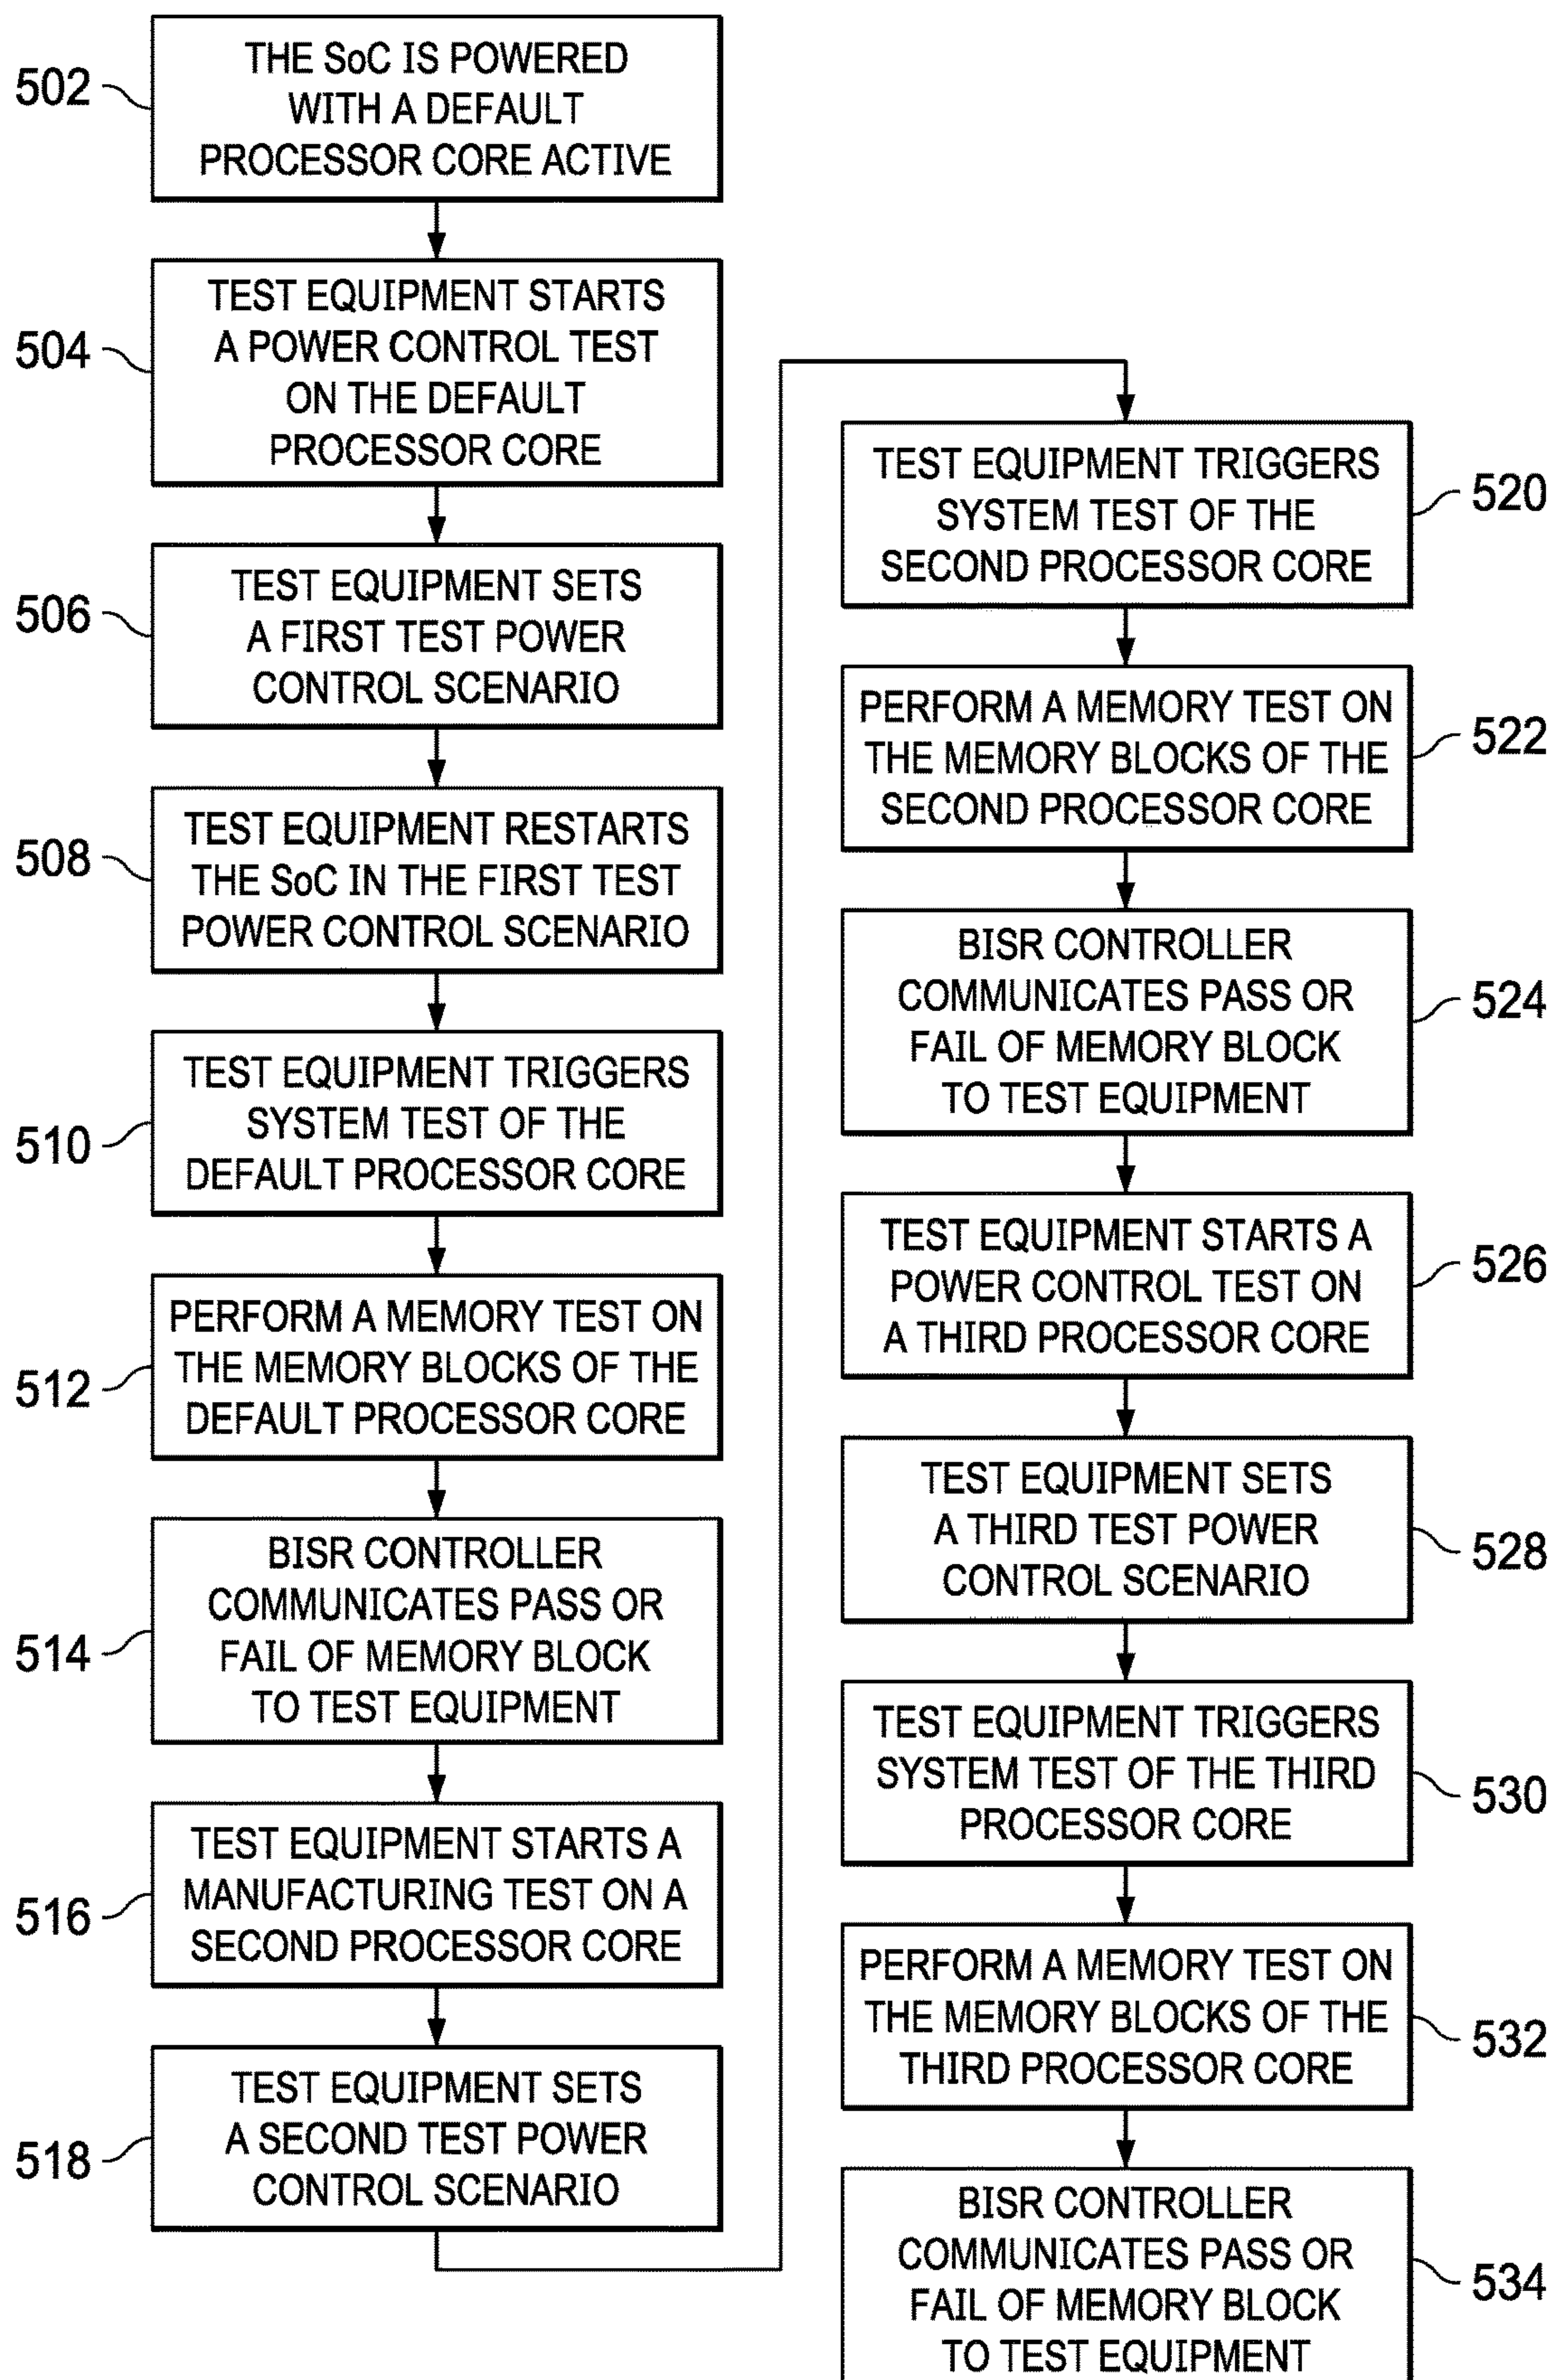 502
THE SoC IS POWERED
WITH A DEFAULT
PROCESSOR CORE ACTIVE
504
TEST EQUIPMENT STARTS
A POWER CONTROL TEST
ON THE DEFAULT
PROCESSOR CORE
506
TEST EQUIPMENT SETS
A FIRST TEST POWER
CONTROL SCENARIO
508
TEST EQUIPMENT RESTARTS
THE SoC IN THE FIRST TEST
POWER CONTROL SCENARIO
510
TEST EQUIPMENT TRIGGERS
SYSTEM TEST OF THE
DEFAULT PROCESSOR CORE
512
PERFORM A MEMORY TEST ON
THE MEMORY BLOCKS OF THE
DEFAULT PROCESSOR CORE
514
BISR CONTROLLER
COMMUNICATES PASS OR
FAIL OF MEMORY BLOCK
TO TEST EQUIPMENT
516
TEST EQUIPMENT STARTS A
MANUFACTURING TEST ON A
SECOND PROCESSOR CORE
518
TEST EQUIPMENT SETS
A SECOND TEST POWER
CONTROL SCENARIO
TEST EQUIPMENT TRIGGERS
SYSTEM TEST OF THE
SECOND PROCESSOR CORE
520
PERFORM A MEMORY TEST ON
THE MEMORY BLOCKS OF THE
SECOND PROCESSOR CORE
522
BISR CONTROLLER
COMMUNICATES PASS OR
FAIL OF MEMORY BLOCK
TO TEST EQUIPMENT
524
TEST EQUIPMENT STARTS A
POWER CONTROL TEST ON
A THIRD PROCESSOR CORE
526
TEST EQUIPMENT SETS
A THIRD TEST POWER
CONTROL SCENARIO
528
TEST EQUIPMENT TRIGGERS
SYSTEM TEST OF THE THIRD
PROCESSOR CORE
530
PERFORM A MEMORY TEST ON
THE MEMORY BLOCKS OF THE
THIRD PROCESSOR CORE
532
BISR CONTROLLER
COMMUNICATES PASS OR
FAIL OF MEMORY BLOCK
TO TEST EQUIPMENT
534